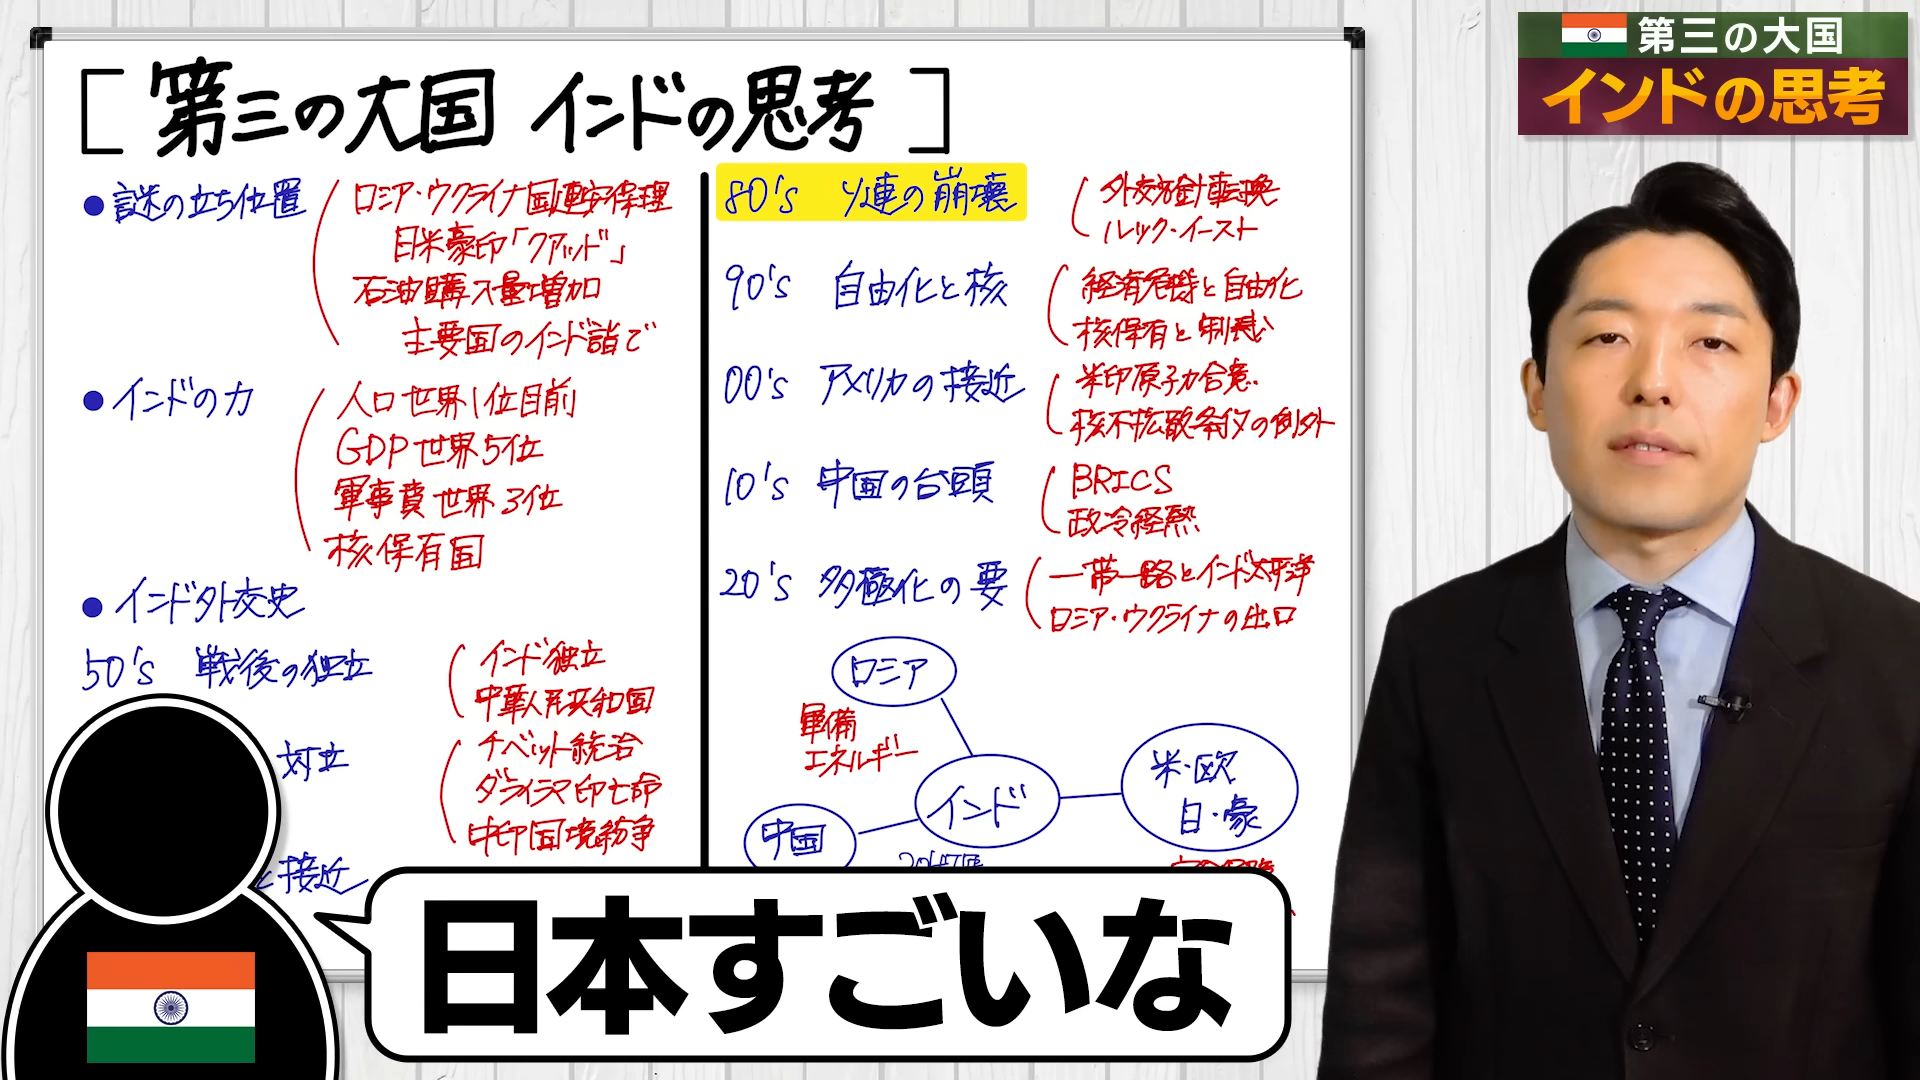 第三の大国
インドの思考
[ 第三の大国 インドの思考 ]
●謎の立ち位置
ロシア・ウクライナ国連安保理
日米豪印「クアッド」
石油購入量増加
主要国のインド詣で
●インドの力
人口世界1位目前
GDP世界5位
軍事費世界3位
核保有国
●インド外交史
50's 戦後の独立
インド独立
中華人民共和国
対立
チベット統治
ダライラマ印亡命
中印国境紛争
と接近
80's ソ連の崩壊
外交方針転換
ルック・イースト
90's 自由化と核
経済危機と自由化
核保有と制裁
00's アメリカの接近
米印原子力合意
核不拡散条約の例外
10's 中国の台頭
BRICS
政冷経熱
20's 多極化の要
一帯一路とインド太平洋
ロシア・ウクライナの出口
ロシア
軍備
エネルギー
インド
米・欧
日・豪
中国
日本すごいな